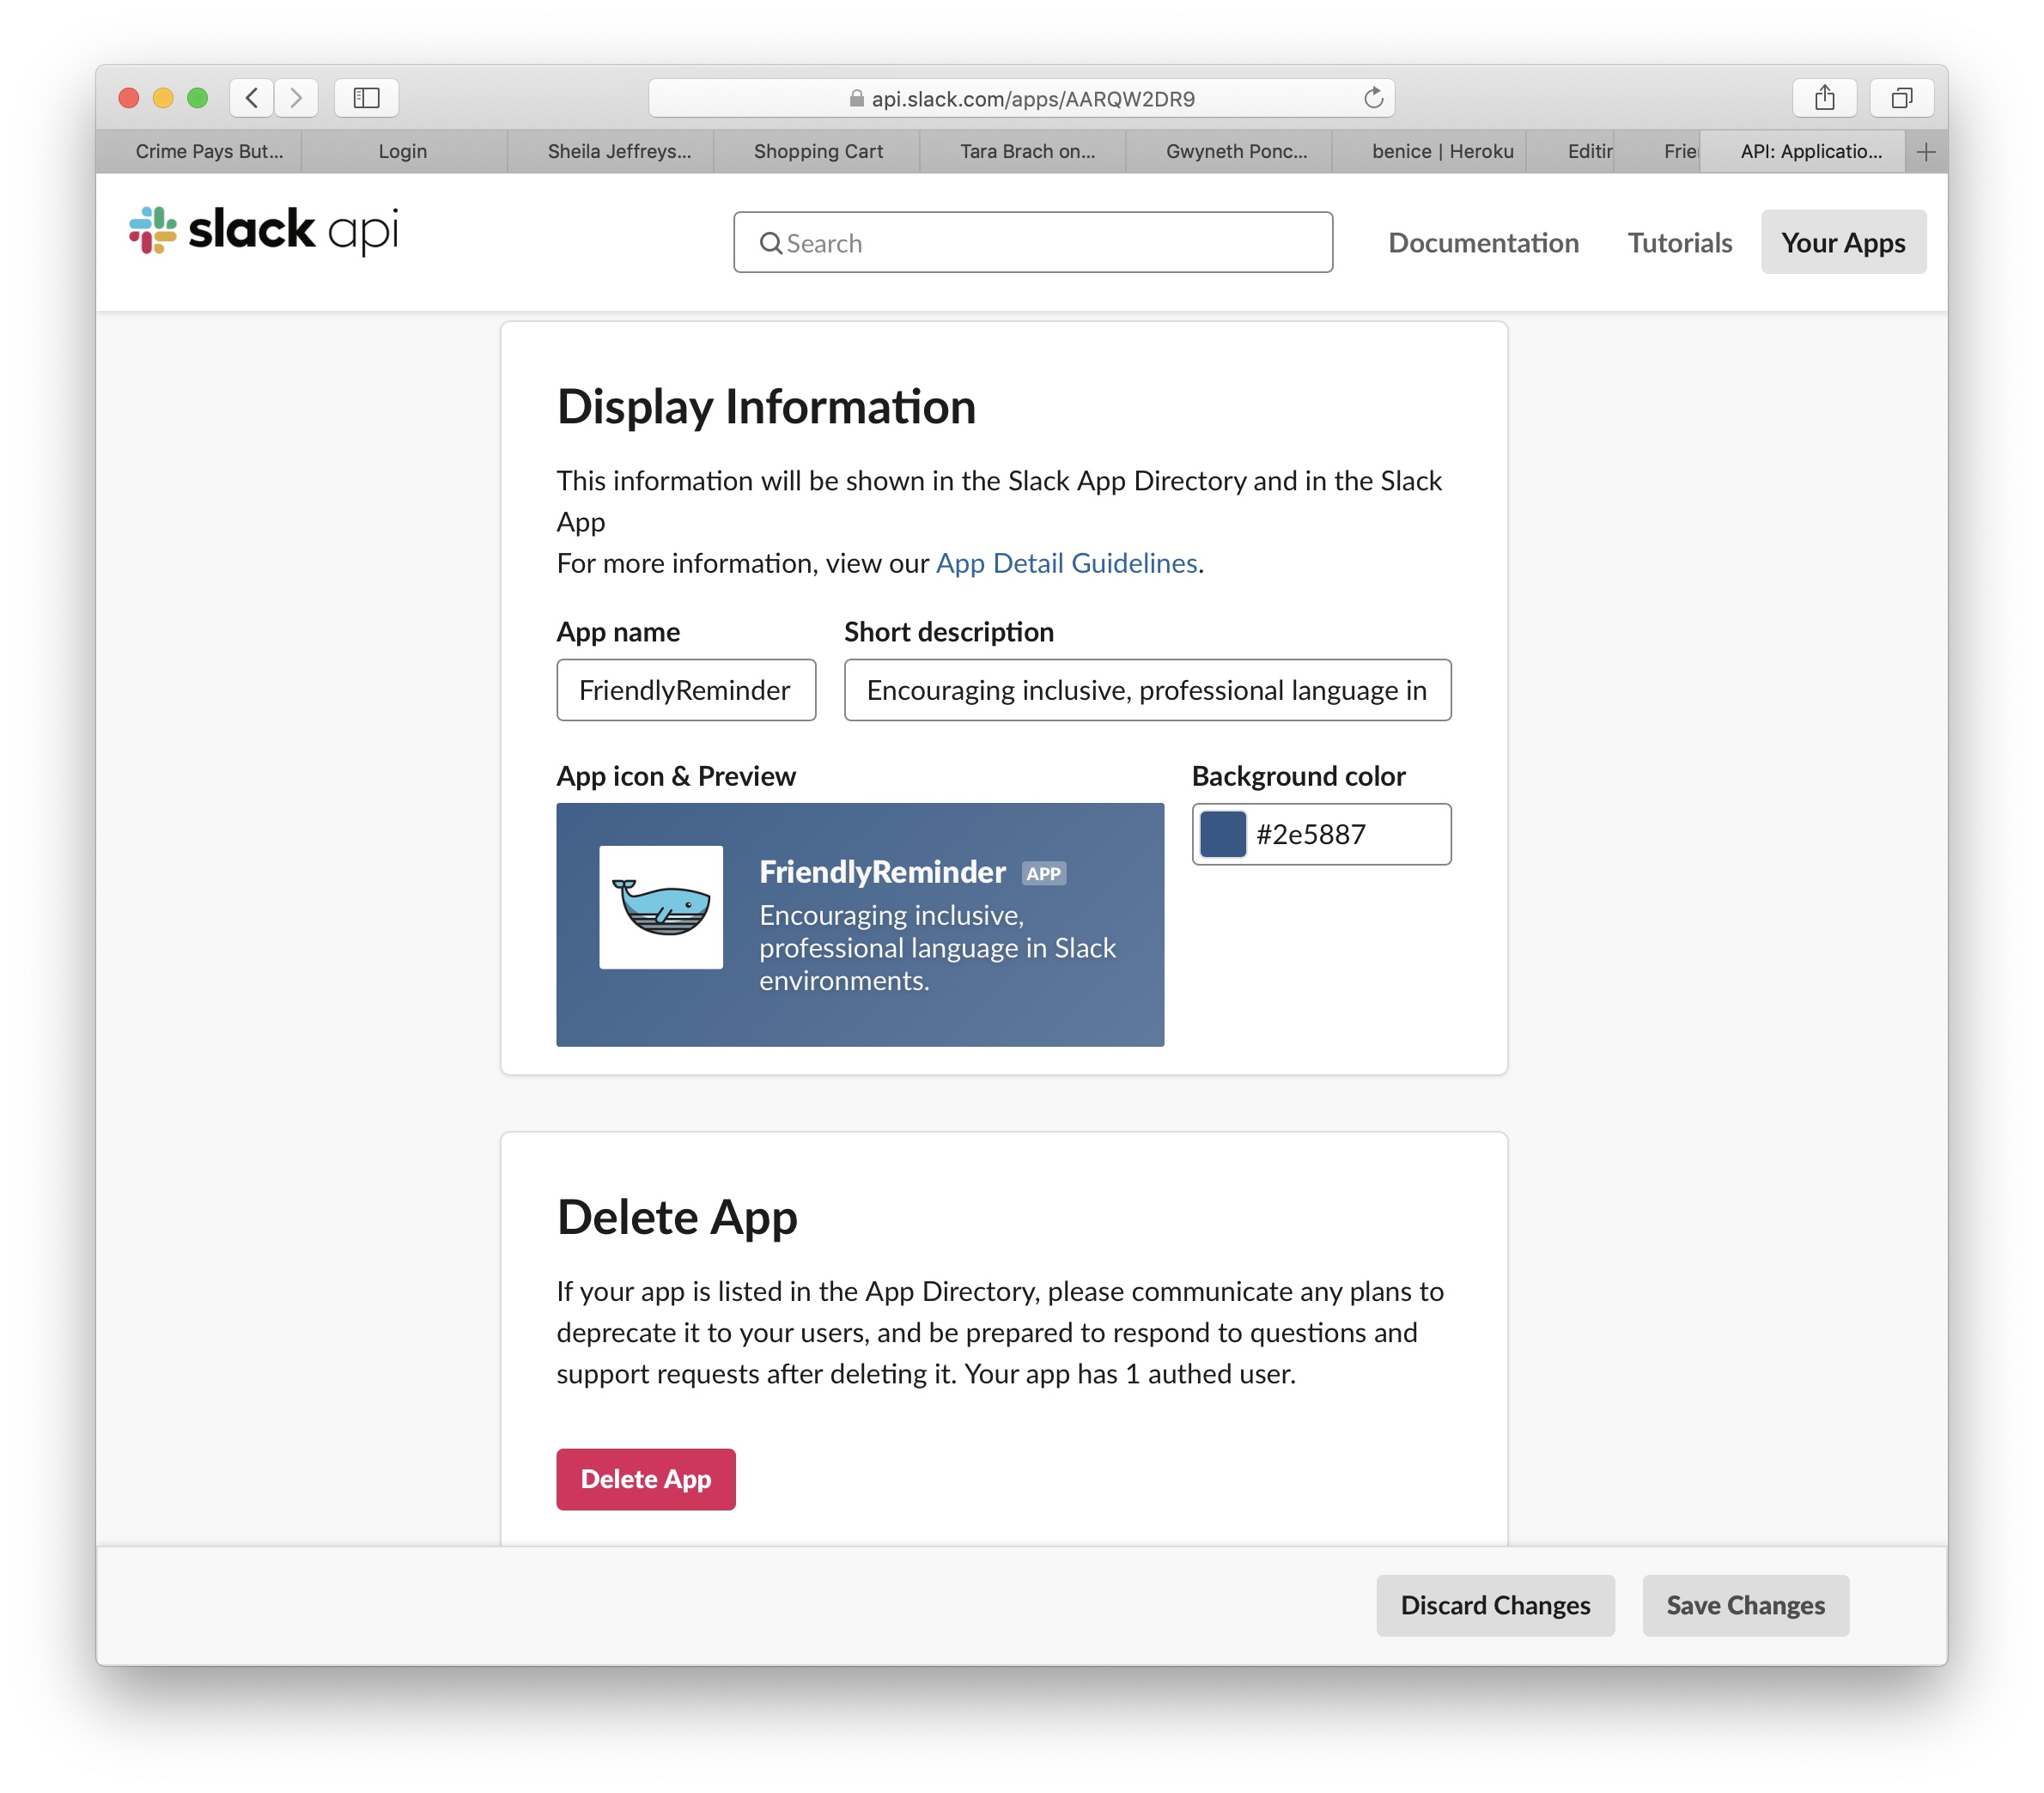 api.slack.com/apps/AARQW2DR9
Crime Pays But...
Login
Sheila Jeffreys...
Shopping Cart
Tara Brach on...
Gwyneth Ponc...
benice | Heroku
API: Applicatio...
slack api
Search
Documentation
Tutorials
Your Apps
Display Information
This information will be shown in the Slack App Directory and in the Slack
App
For more information, view our App Detail Guidelines.
App name
Short description
FriendlyReminder
Encouraging inclusive, professional language in
App icon & Preview
Background color
FriendlyReminder APP
Encouraging inclusive,
professional language in Slack
environments.
#2e5887
Delete App
If your app is listed in the App Directory, please communicate any plans to
deprecate it to your users, and be prepared to respond to questions and
support requests after deleting it. Your app has 1 authed user.
Delete App
Discard Changes
Save Changes